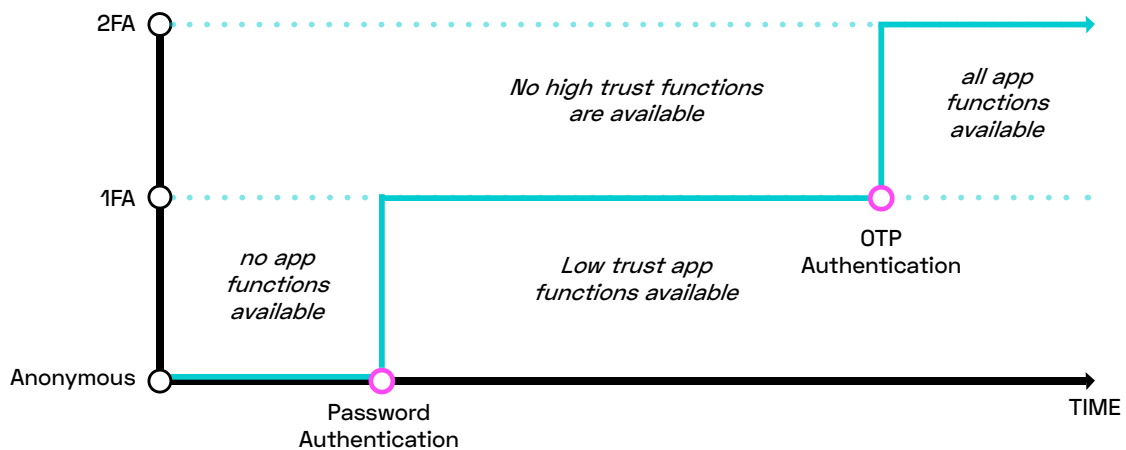 2FA
No high trust functions
are available
all app
functions
available
1FA
OTP
Authentication
no app
functions
available
Low trust app
functions available
Anonymous
TIME
Password
Authentication